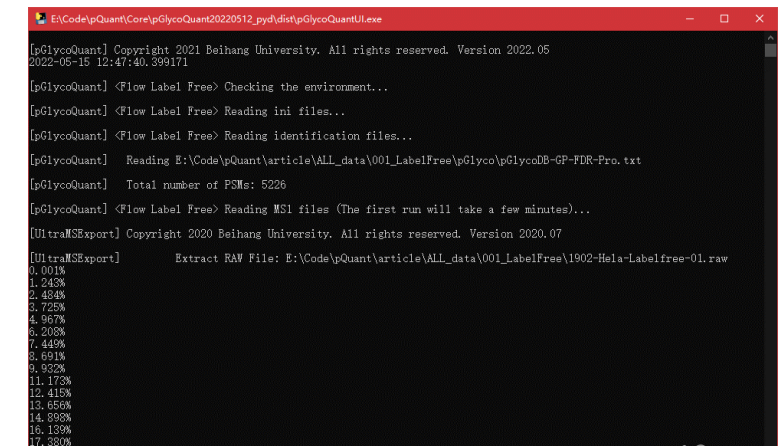 E:\Code\pQuant\Core\pGlycoQuant20220512_pyd\dist\pGlycoQuantUI.exe
[pGlycoQuant] Copyright 2021 Beihang University. All rights reserved. Version 2022.05
2022-05-15 12:47:40.399171
[pGlycoQuant] <Flow Label Free> Checking the environment...
[pGlycoQuant] <Flow Label Free> Reading ini files...
[pGlycoQuant] <Flow Label Free> Reading identification files...
[pGlycoQuant] Reading E:\Code\pQuant\article\ALL_data\001_LabelFree\pGlyco\pGlycoDB-GP-FDR-Pro.txt
[pGlycoQuant] Total number of PSMs: 5226
[pGlycoQuant] <Flow Label Free> Reading MS1 files (The first run will take a few minutes)...
[UltraMSExport] Copyright 2020 Beihang University. All rights reserved. Version 2020.07
[UltraMSExport] Extract RAW File: E:\Code\pQuant\article\ALL_data\001_LabelFree\1902-Hela-Labelfree-01.raw
0.001%
1.243%
2.484%
3.725%
4.967%
6.208%
7.449%
8.691%
9.932%
11.173%
12.415%
13.656%
14.898%
16.139%
17.380%